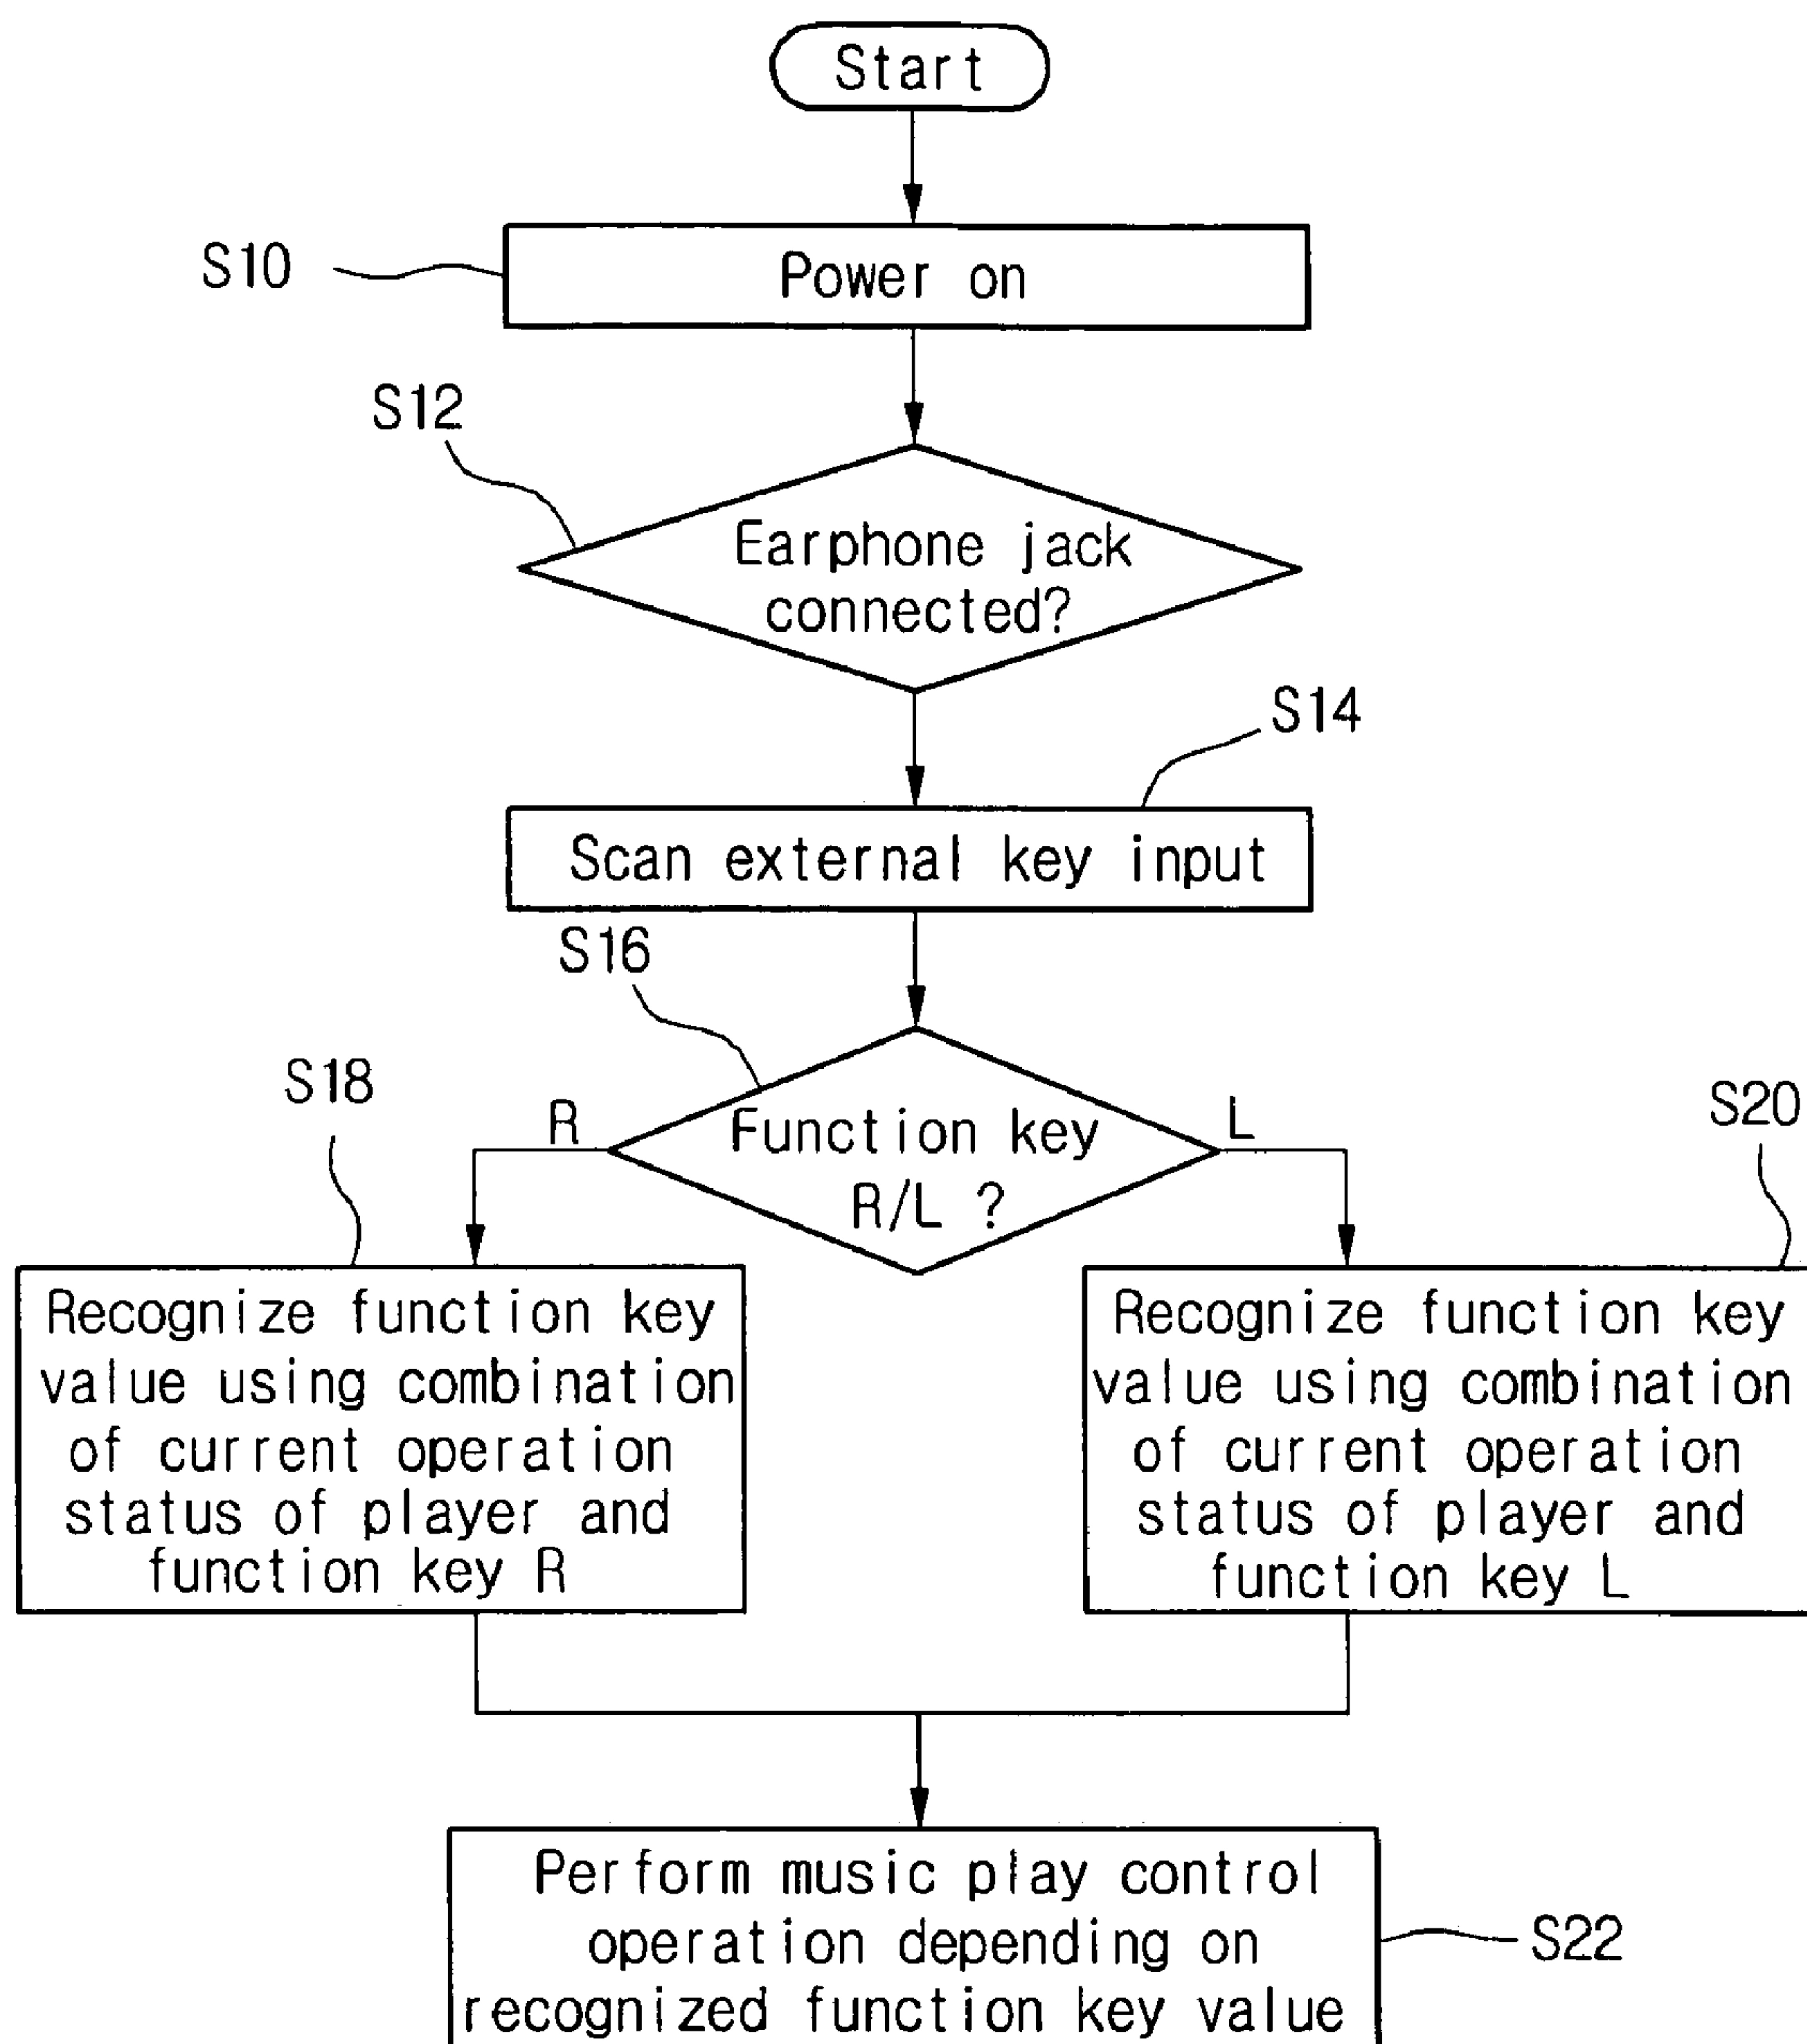 Start
S10
Power on
S12
Earphone jack
connected?
S14
Scan external key input
S16
S18
R
Function key
R/L ?
L
S20
Recognize function key
value using combination
of current operation
status of player and
function key R
Recognize function key
value using combination
of current operation
status of player and
function key L
Perform music play control
operation depending on
recognized function key value
S22